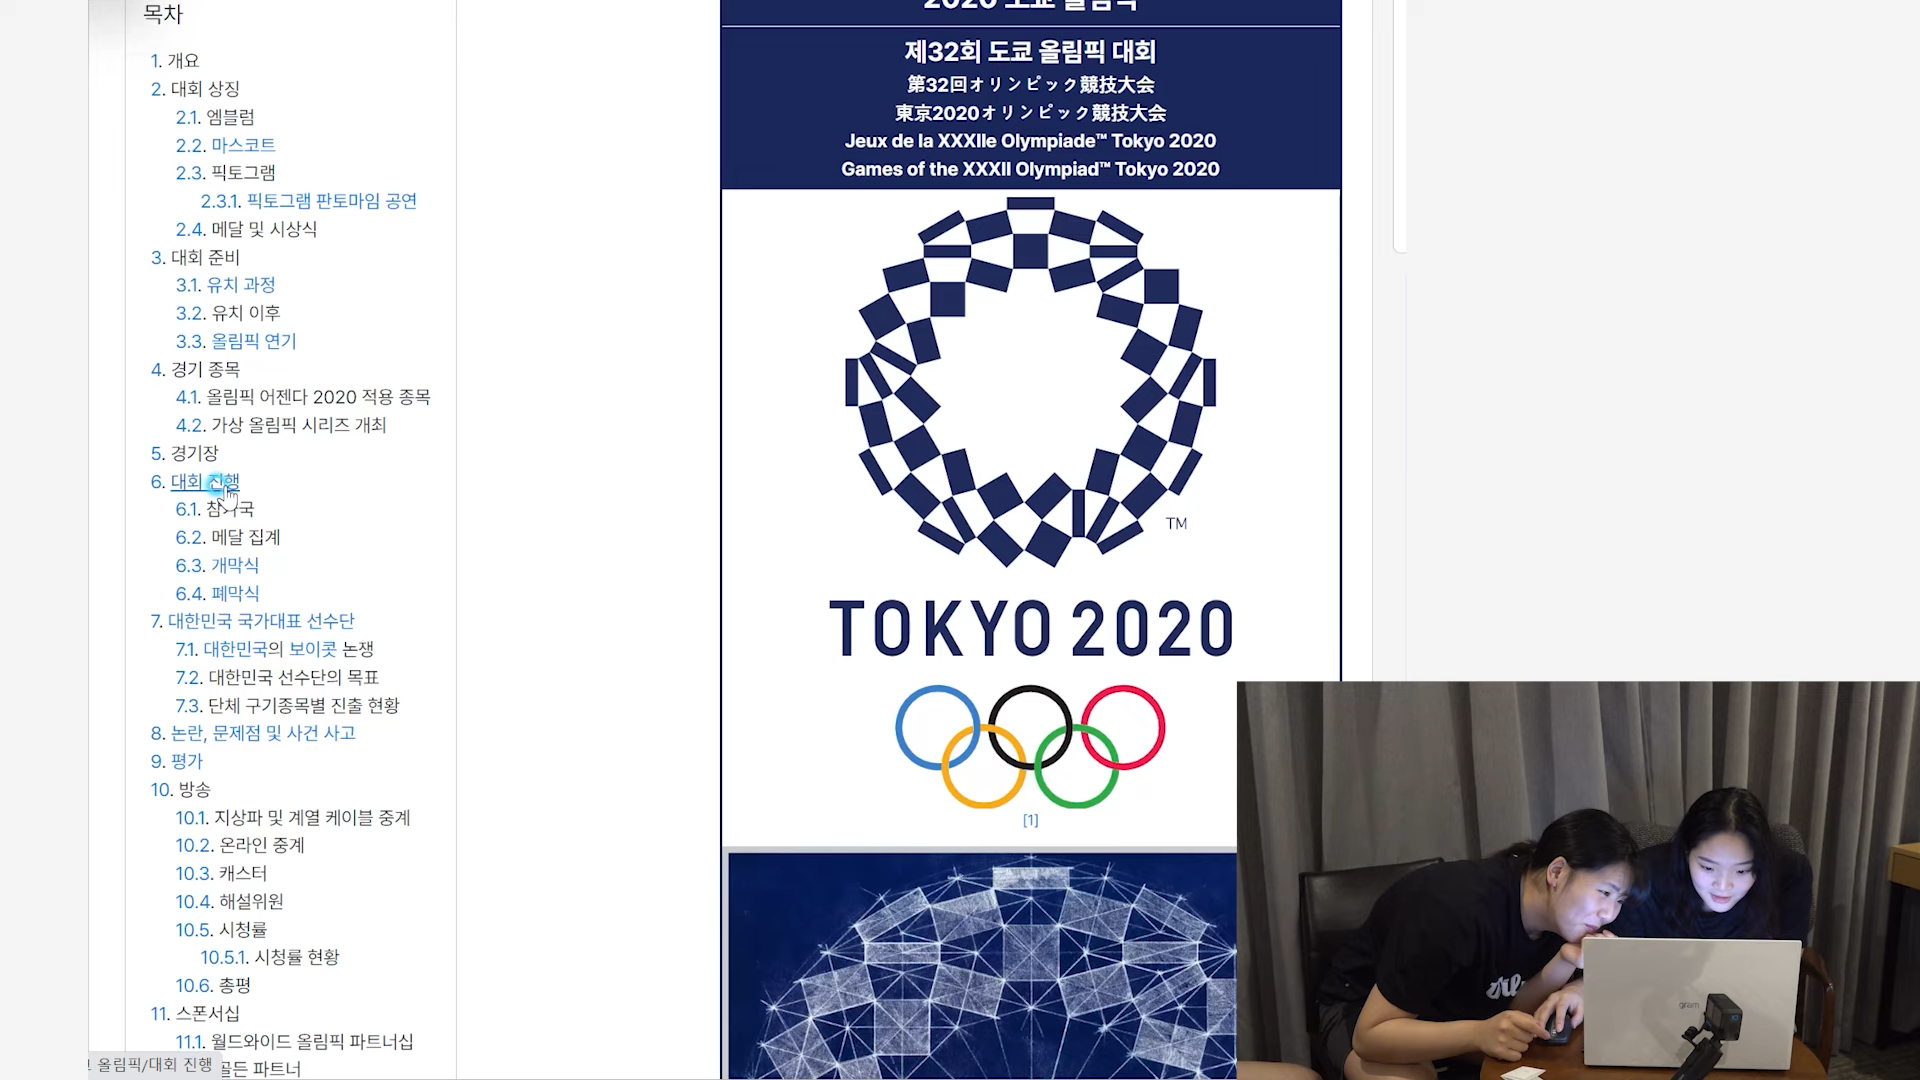 목차
1. 개요
2. 대회 상징
2.1. 엠블럼
2.2. 마스코트
2.3. 픽토그램
2.3.1. 픽토그램 판토마임 공연
2.4. 메달 및 시상식
3. 대회 준비
3.1. 유치 과정
3.2. 유치 이후
3.3. 올림픽 연기
4. 경기 종목
4.1. 올림픽 어젠다 2020 적용 종목
4.2. 가상 올림픽 시리즈 개최
5. 경기장
6. 대회 진행
6.1. 참가국
6.2. 메달 집계
6.3. 개막식
6.4. 폐막식
7. 대한민국 국가대표 선수단
7.1. 대한민국의 보이콧 논쟁
7.2. 대한민국 선수단의 목표
7.3. 단체 구기종목별 진출 현황
8. 논란, 문제점 및 사건 사고
9. 평가
10. 방송
10.1. 지상파 및 계열 케이블 중계
10.2. 온라인 중계
10.3. 캐스터
10.4. 해설위원
10.5. 시청률
10.5.1. 시청률 현황
10.6. 총평
11. 스폰서십
11.1. 월드와이드 올림픽 파트너십
골든 파트너
올림픽/대회 진행
2020 도쿄 올림픽
제32회 도쿄 올림픽 대회
第32回オリンピック競技大会
東京2020オリンピック競技大会
Jeux de la XXXIIe Olympiade™ Tokyo 2020
Games of the XXXII Olympiad™ Tokyo 2020
TM
TOKYO 2020
[1]
gram